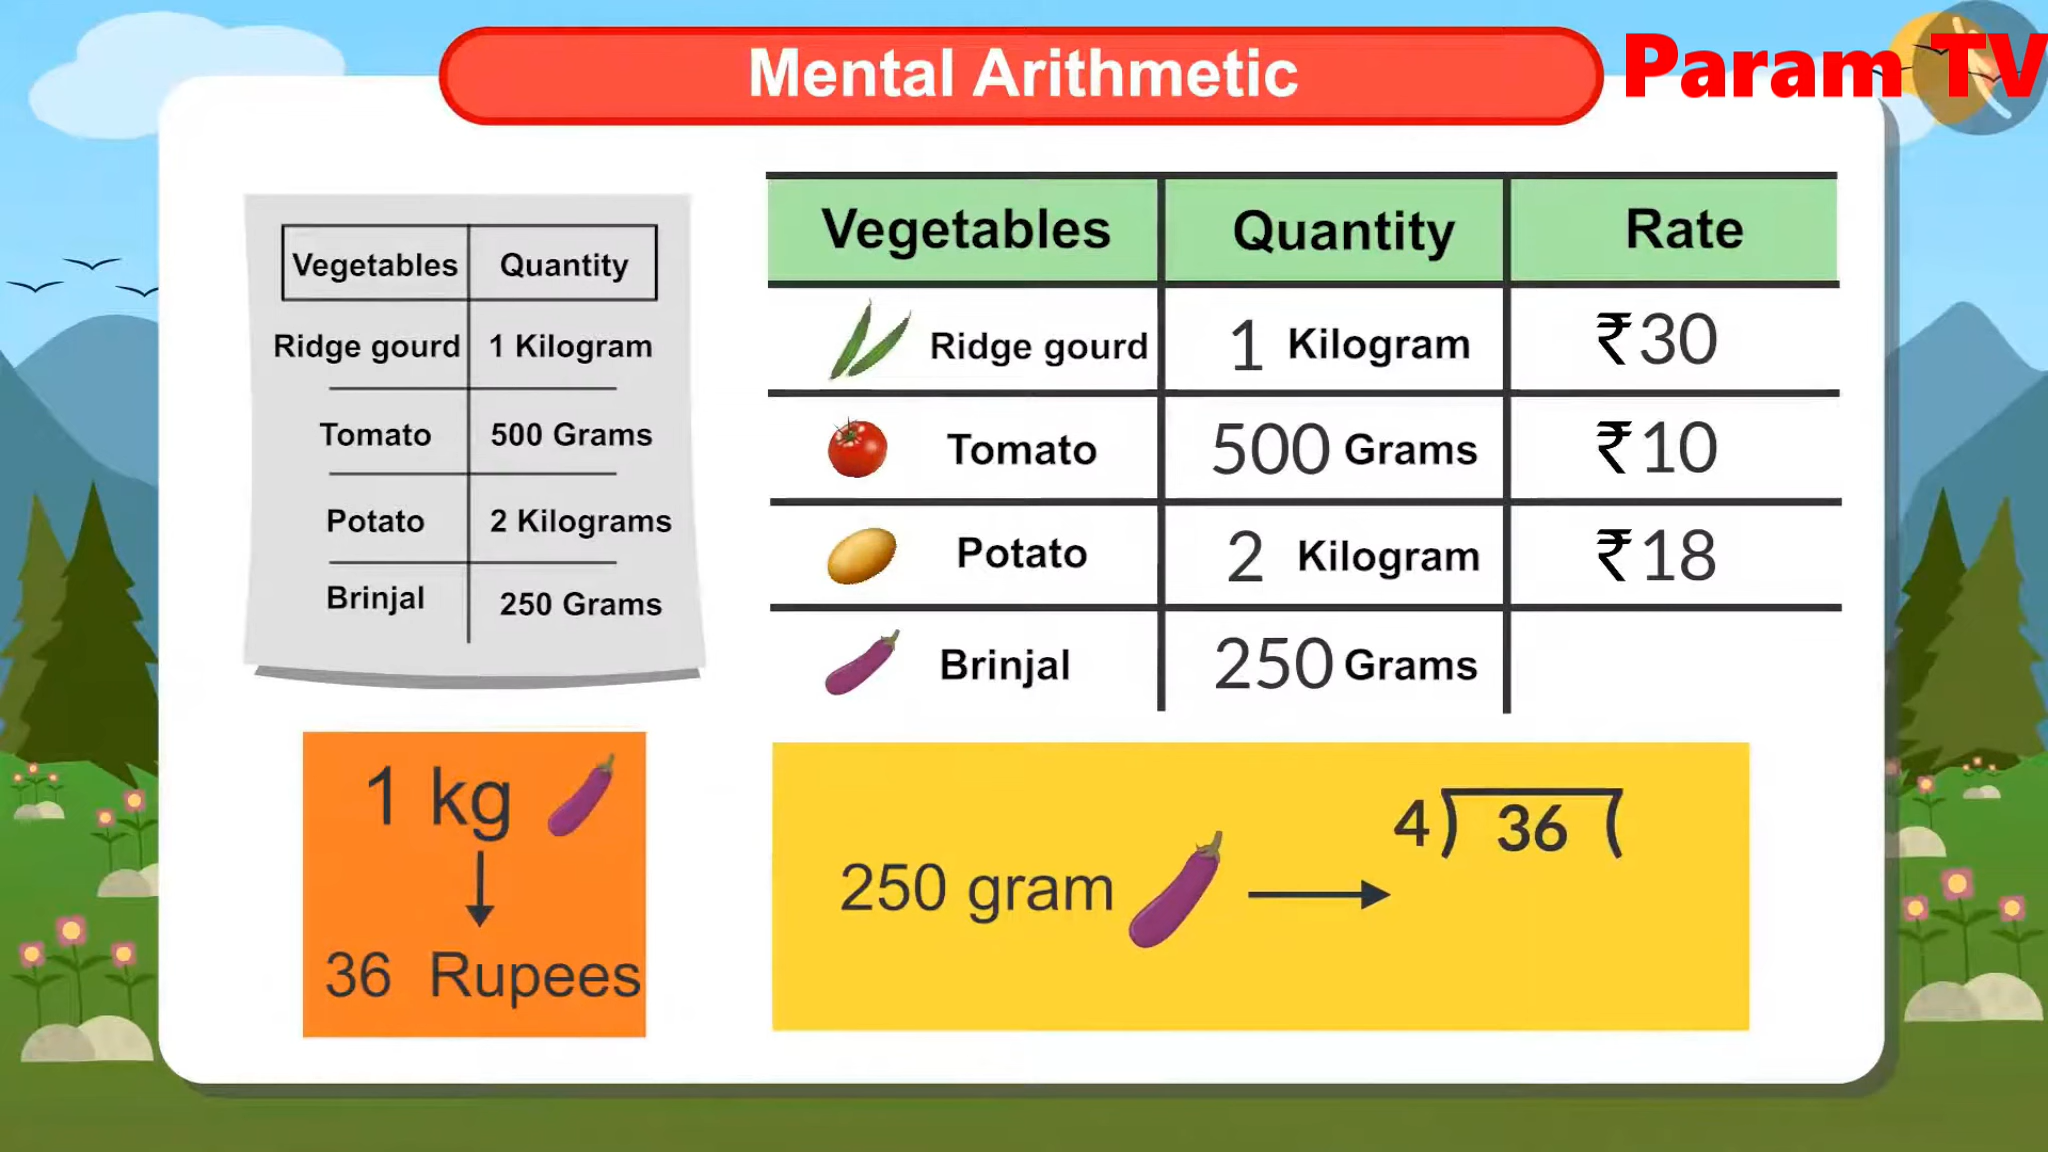 Mental Arithmetic
Param TV
Vegetables Quantity
Ridge gourd 1 Kilogram
Tomato 500 Grams
Potato 2 Kilograms
Brinjal 250 Grams
Vegetables Quantity Rate
Ridge gourd 1 Kilogram ₹30
Tomato 500 Grams ₹10
Potato 2 Kilogram ₹18
Brinjal 250 Grams
1 kg
36 Rupees
4) 36 (
250 gram